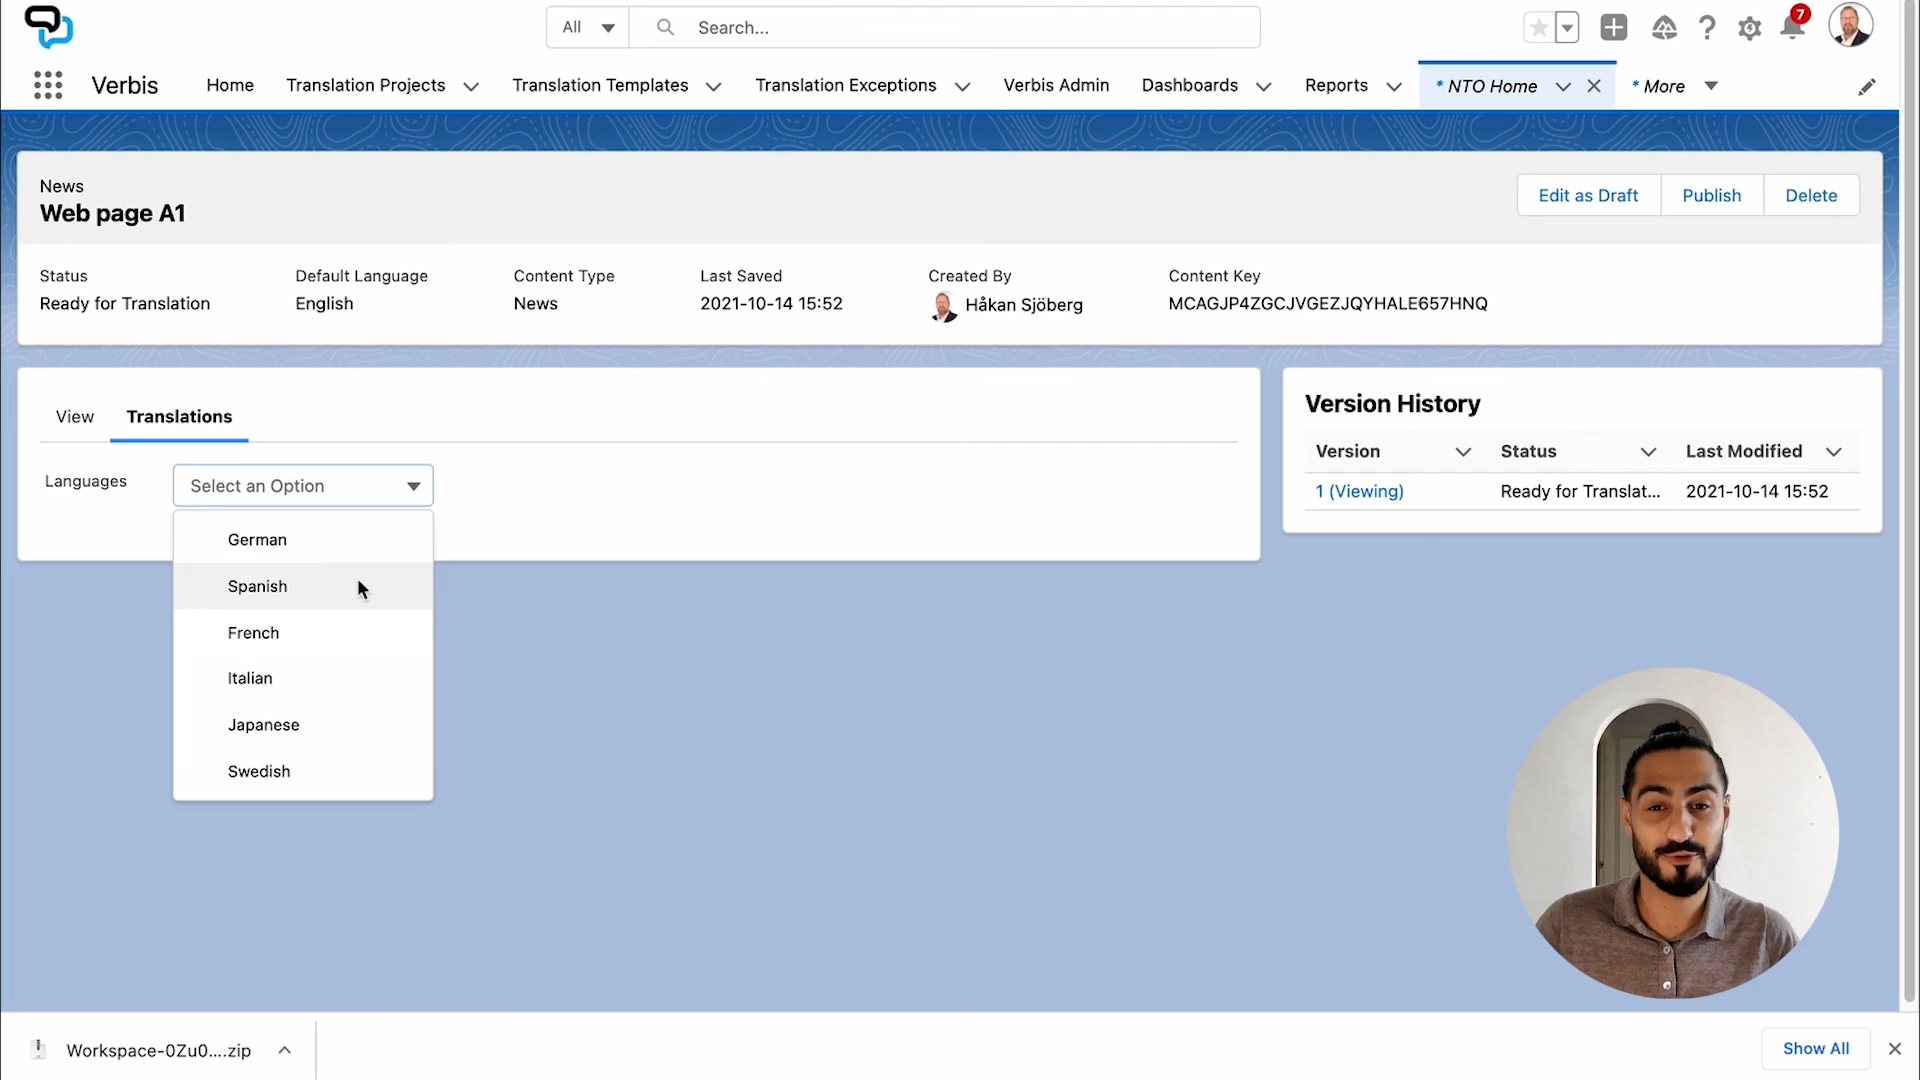 All
Search...
7
Verbis
Home
Translation Projects
Translation Templates
Translation Exceptions
Verbis Admin
Dashboards
Reports
* NTO Home
* More
News
Web page A1
Edit as Draft
Publish
Delete
Status
Default Language
Content Type
Last Saved
Created By
Content Key
Ready for Translation
English
News
2021-10-14 15:52
Håkan Sjöberg
MCAGJP4ZGCJVGEZJQYHALE657HNQ
View
Translations
Languages
Select an Option
German
Spanish
French
Italian
Japanese
Swedish
Version History
Version
Status
Last Modified
1 (Viewing)
Ready for Translat...
2021-10-14 15:52
Workspace-0Zu0....zip
Show All